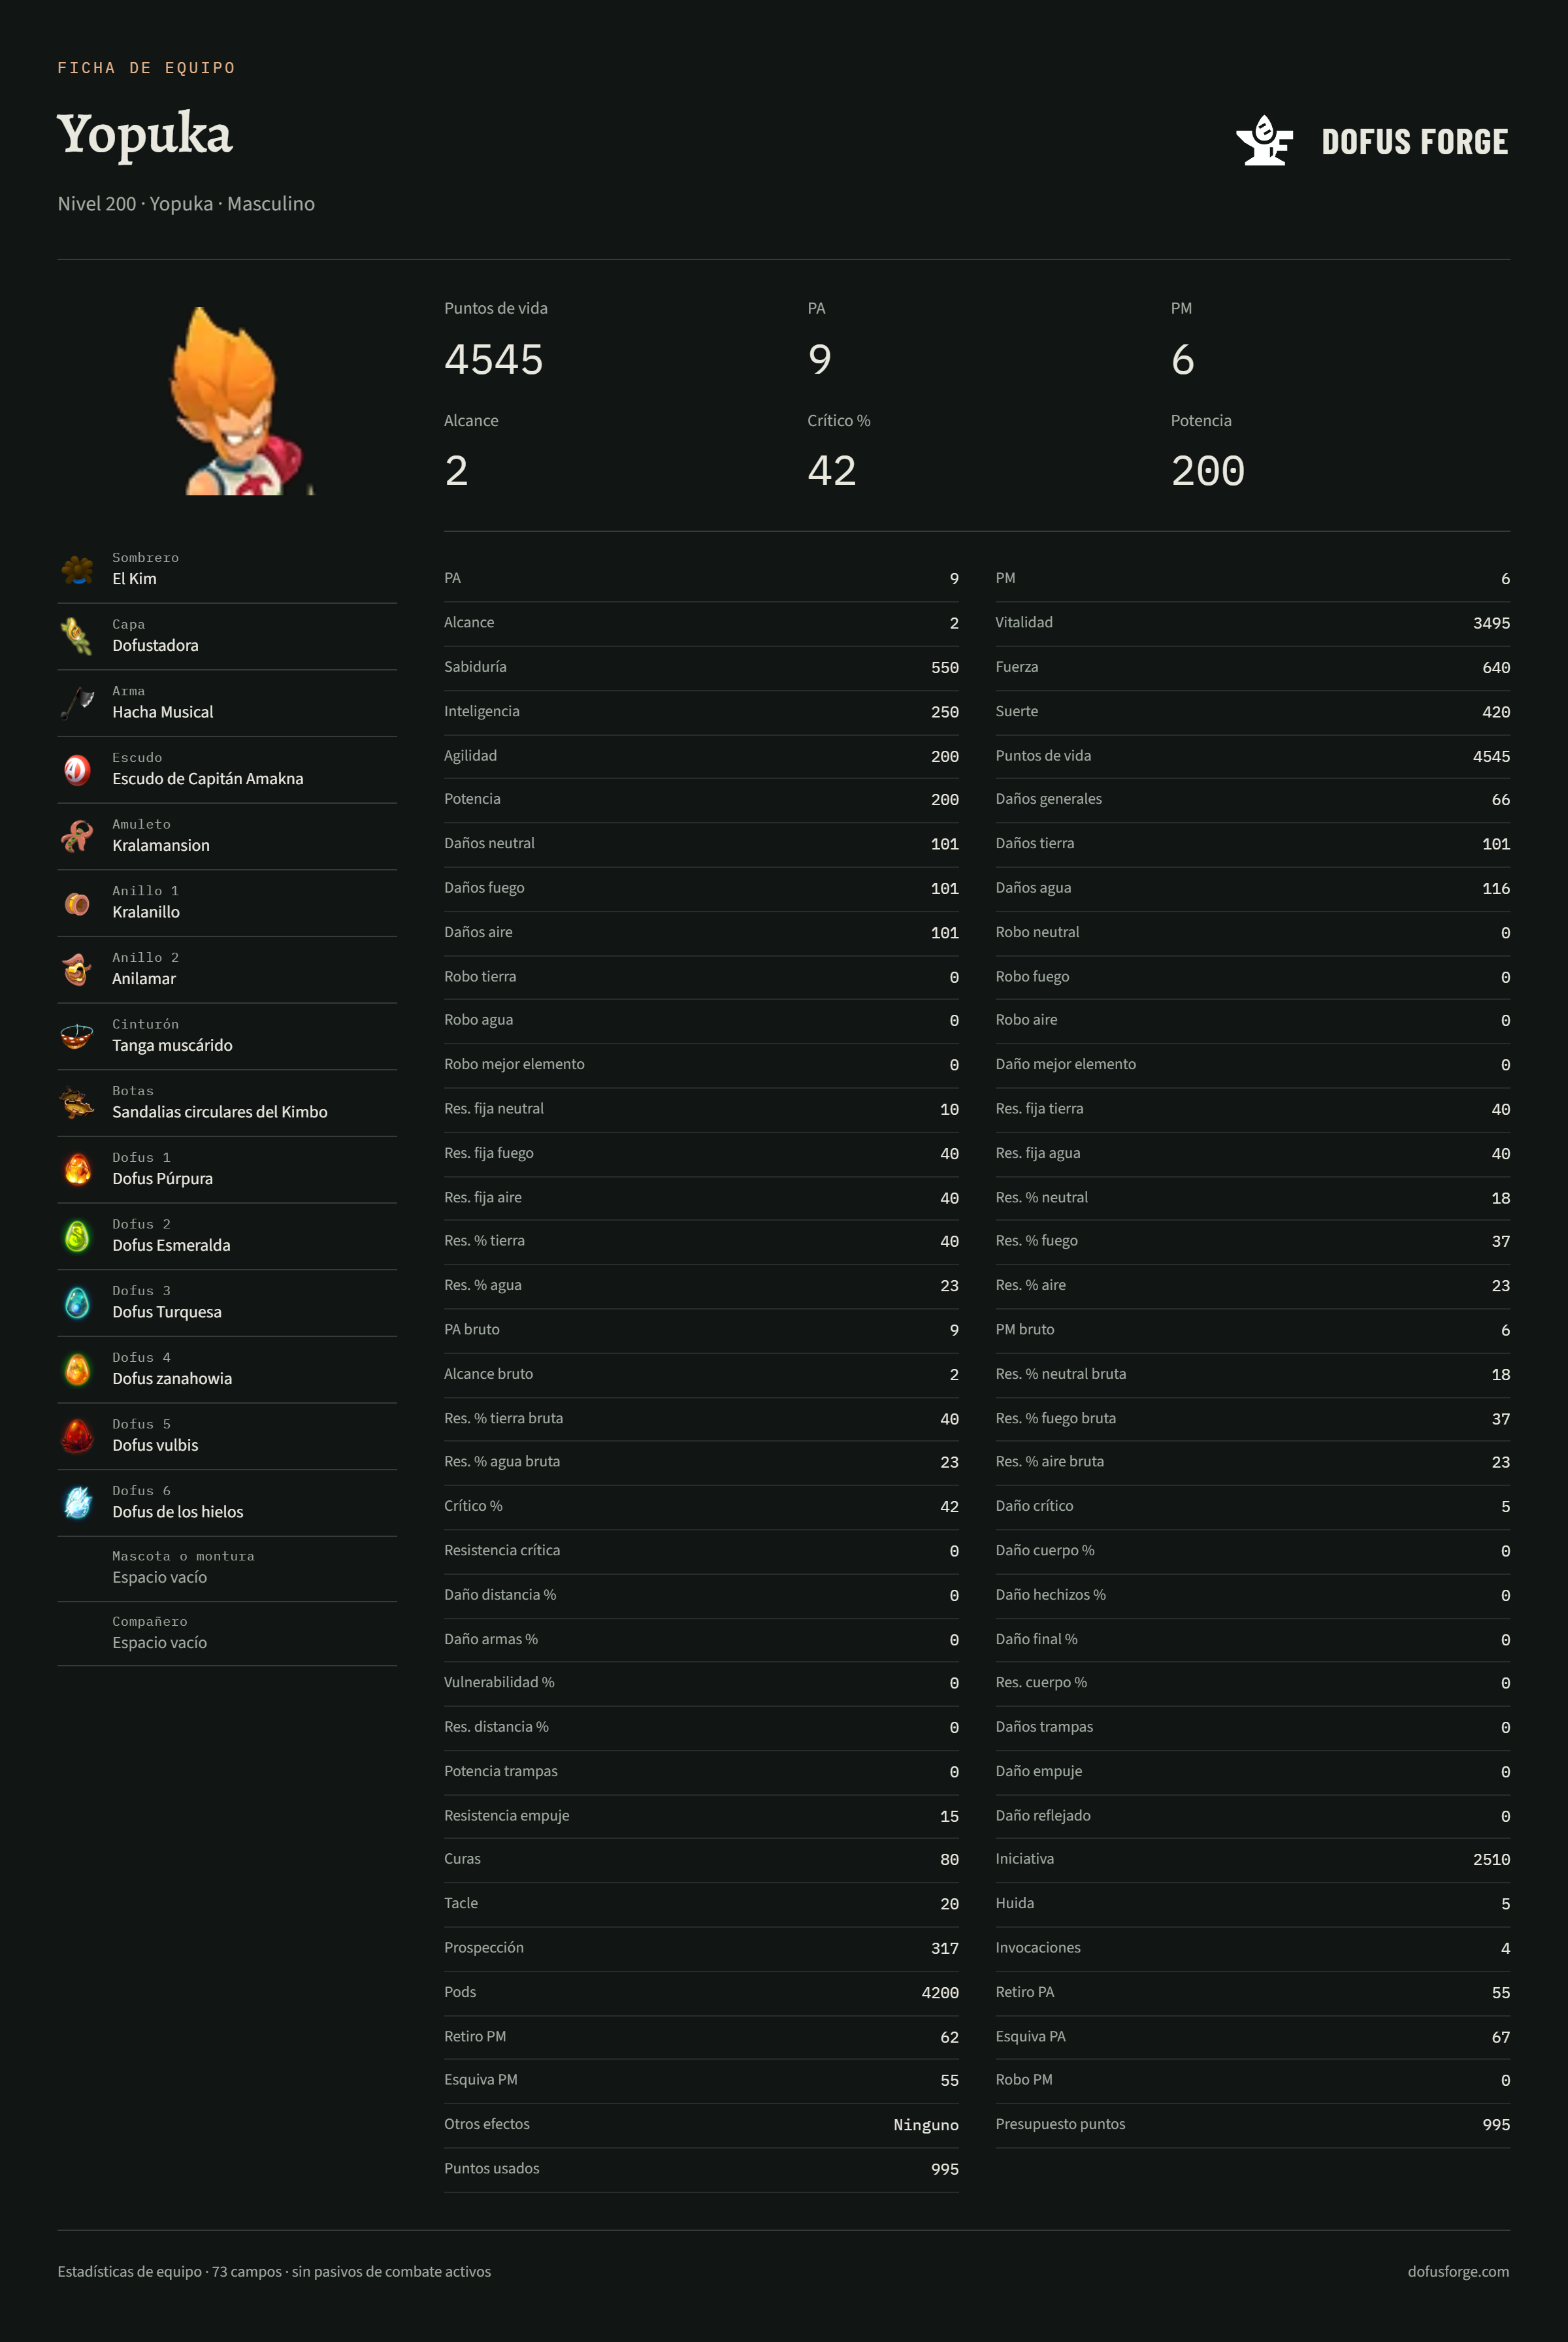 FICHA DE EQUIPO
Yopuka
DOFUS FORGE
Nivel 200 · Yopuka · Masculino
Puntos de vida
PA
PM
4545
9
6
Alcance
Crítico %
Potencia
2
42
200
Sombrero
El Kim
Capa
Dofustadora
Arma
Hacha Musical
Escudo
Escudo de Capitán Amakna
Amuleto
Kralamansion
Anillo 1
Kralanillo
Anillo 2
Anilamar
Cinturón
Tanga muscárido
Botas
Sandalias circulares del Kimbo
Dofus 1
Dofus Púrpura
Dofus 2
Dofus Esmeralda
Dofus 3
Dofus Turquesa
Dofus 4
Dofus zanahowia
Dofus 5
Dofus vulbis
Dofus 6
Dofus de los hielos
Mascota o montura
Espacio vacío
Compañero
Espacio vacío
PA 9 PM 6
Alcance 2 Vitalidad 3495
Sabiduría 550 Fuerza 640
Inteligencia 250 Suerte 420
Agilidad 200 Puntos de vida 4545
Potencia 200 Daños generales 66
Daños neutral 101 Daños tierra 101
Daños fuego 101 Daños agua 116
Daños aire 101 Robo neutral 0
Robo tierra 0 Robo fuego 0
Robo agua 0 Robo aire 0
Robo mejor elemento 0 Daño mejor elemento 0
Res. fija neutral 10 Res. fija tierra 40
Res. fija fuego 40 Res. fija agua 40
Res. fija aire 40 Res. % neutral 18
Res. % tierra 40 Res. % fuego 37
Res. % agua 23 Res. % aire 23
PA bruto 9 PM bruto 6
Alcance bruto 2 Res. % neutral bruta 18
Res. % tierra bruta 40 Res. % fuego bruta 37
Res. % agua bruta 23 Res. % aire bruta 23
Crítico % 42 Daño crítico 5
Resistencia crítica 0 Daño cuerpo % 0
Daño distancia % 0 Daño hechizos % 0
Daño armas % 0 Daño final % 0
Vulnerabilidad % 0 Res. cuerpo % 0
Res. distancia % 0 Daños trampas 0
Potencia trampas 0 Daño empuje 0
Resistencia empuje 15 Daño reflejado 0
Curas 80 Iniciativa 2510
Tacle 20 Huida 5
Prospección 317 Invocaciones 4
Pods 4200 Retiro PA 55
Retiro PM 62 Esquiva PA 67
Esquiva PM 55 Robo PM 0
Otros efectos Ninguno Presupuesto puntos 995
Puntos usados 995
Estadísticas de equipo · 73 campos · sin pasivos de combate activos
dofusforge.com